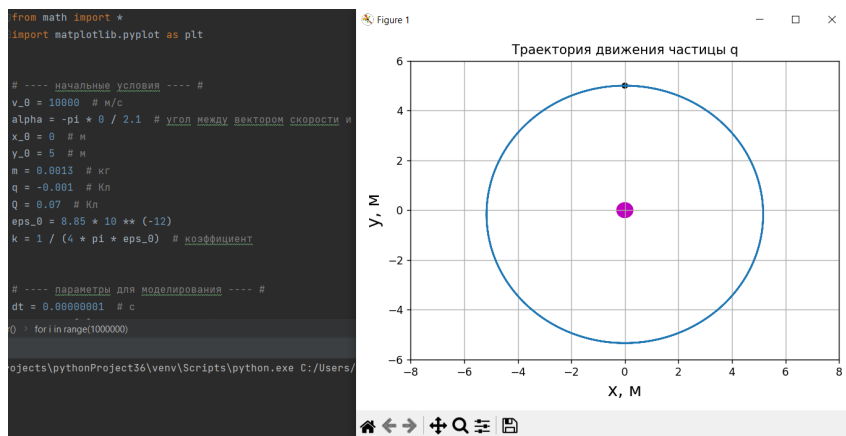 from math import *
import matplotlib.pyplot as plt
# ---- начальные условия ---- #
v_0 = 10000  # м/с
alpha = -pi * 0 / 2.1  # угол между вектором скорости и
x_0 = 0  # м
y_0 = 5  # м
m = 0.0013  # кг
q = -0.001  # Кл
Q = 0.07  # Кл
eps_0 = 8.85 * 10 ** (-12)
k = 1 / (4 * pi * eps_0)  # коэффициент
# ---- параметры для моделирования ---- #
dt = 0.00000001  # с
for i in range(1000000)
ojects\pythonProject36\venv\Scripts\python.exe C:/Users/
Figure 1
Траектория движения частицы q
6
4
2
0
−2
−4
−6
y, м
−8
−6
−4
−2
0
2
4
6
8
x, м